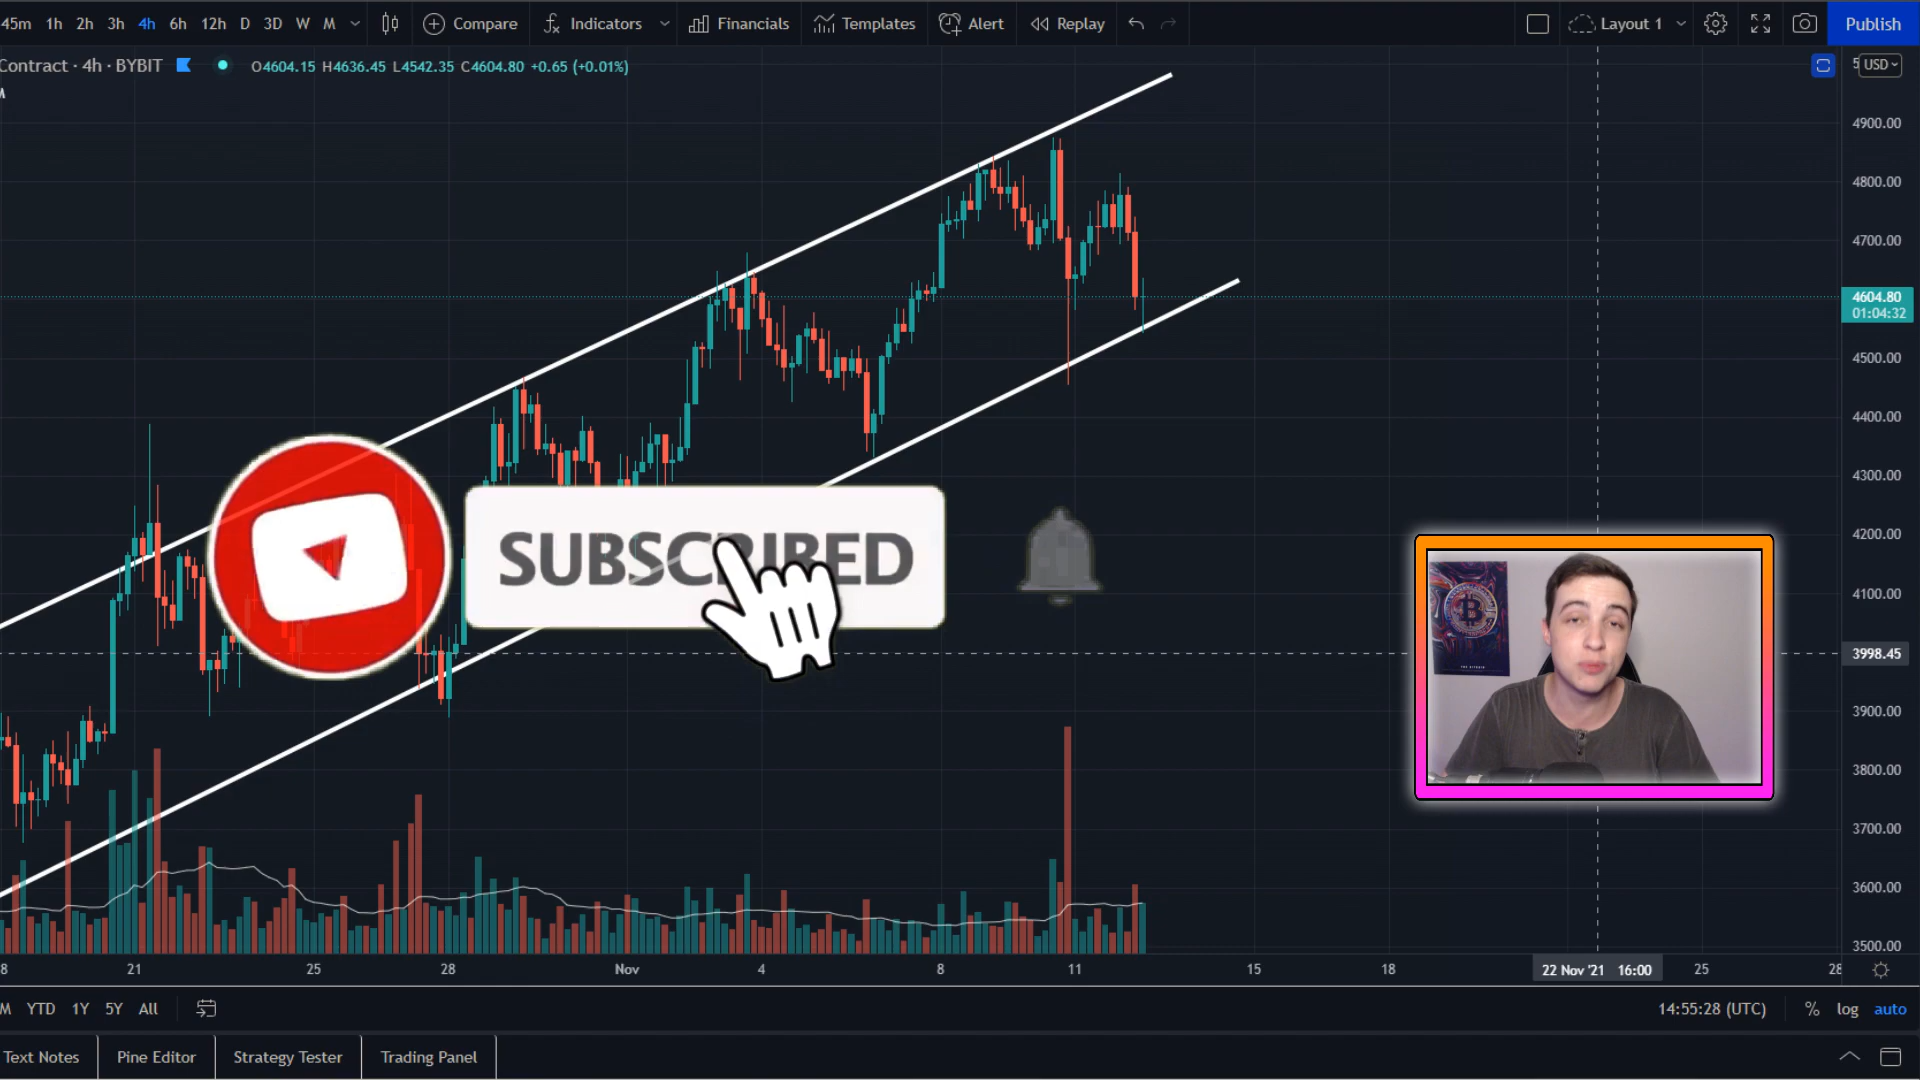 45m 1h 2h 3h 4h 6h 12h D 3D W M Compare Indicators Financials Templates Alert Replay Layout 1 Publish
Contract · 4h · BYBIT O4604.15 H4636.45 L4542.35 C4604.80 +0.65 (+0.01%)
USD
4900.00
4800.00
4700.00
4604.80
01:04:32
4500.00
4400.00
4300.00
4200.00
SUBSCRIBED
4100.00
3998.45
3900.00
3800.00
3700.00
3600.00
3500.00
8 21 25 28 Nov 4 8 11 15 18 22 Nov '21 16:00 25 28
M YTD 1Y 5Y All 14:55:28 (UTC) % log auto
Text Notes Pine Editor Strategy Tester Trading Panel